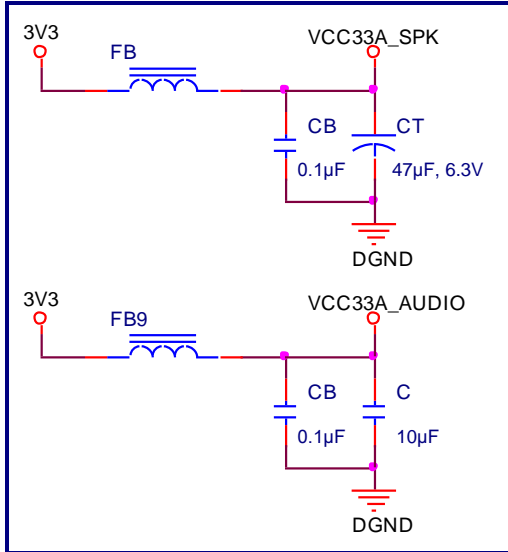 3V3
VCC33A_SPK
FB
CB
CT
0.1µF
47µF, 6.3V
DGND
3V3
VCC33A_AUDIO
FB9
CB
C
0.1µF
10µF
DGND